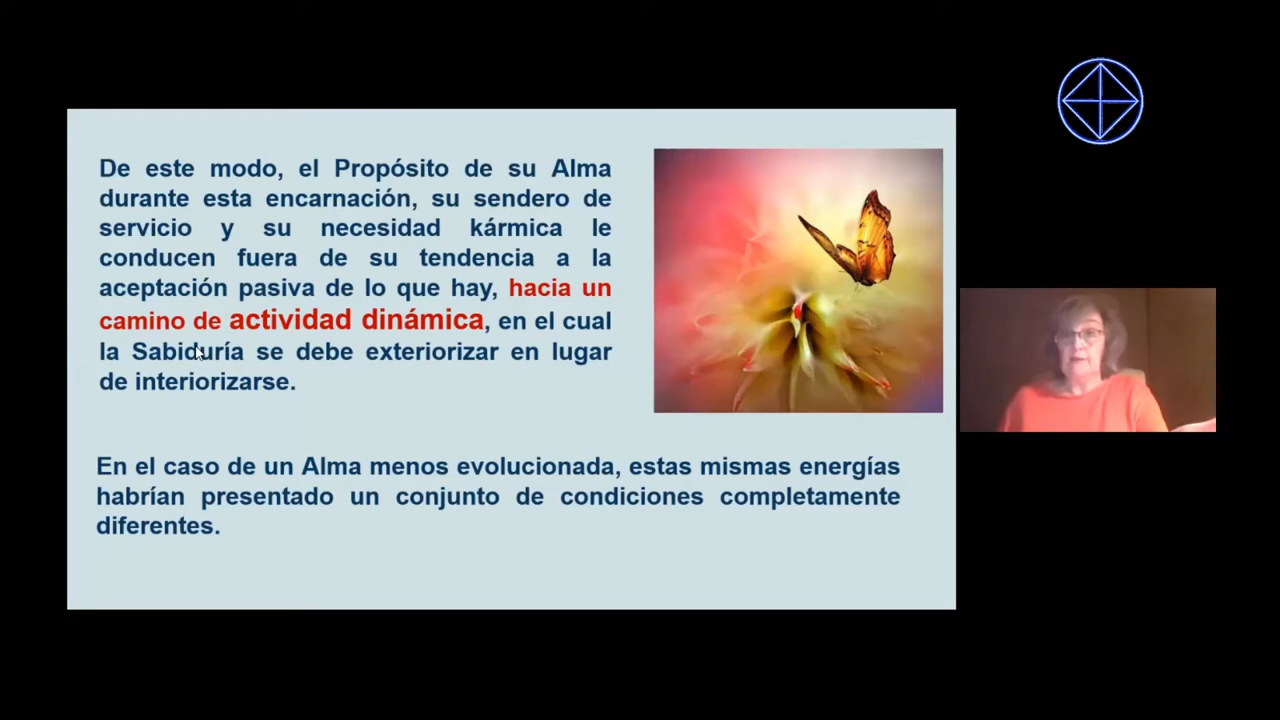 De este modo, el Propósito de su Alma
durante esta encarnación, su sendero de
servicio y su necesidad kármica le
conducen fuera de su tendencia a la
aceptación pasiva de lo que hay, hacia un
camino de actividad dinámica, en el cual
la Sabiduría se debe exteriorizar en lugar
de interiorizarse.
En el caso de un Alma menos evolucionada, estas mismas energías
habrían presentado un conjunto de condiciones completamente
diferentes.